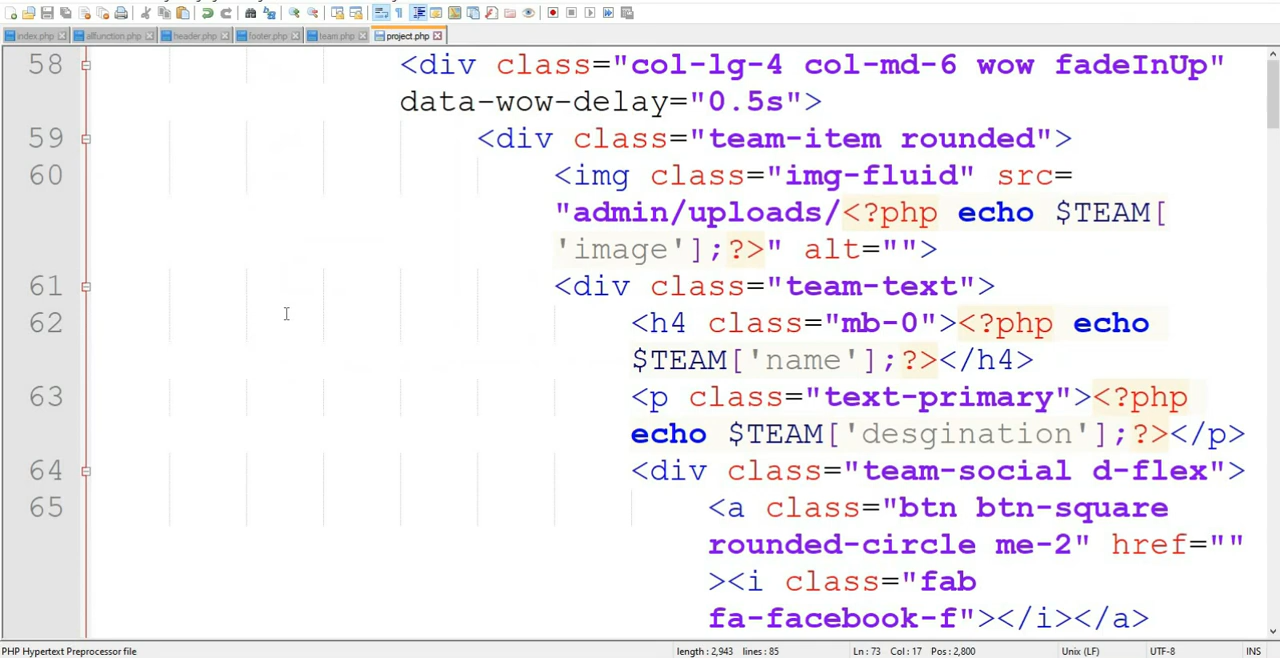 index.php allfunction.php header.php footer.php team.php project.php
58 <div class="col-lg-4 col-md-6 wow fadeInUp"
data-wow-delay="0.5s">
59 <div class="team-item rounded">
60 <img class="img-fluid" src=
"admin/uploads/<?php echo $TEAM[
'image'];?>" alt="">
61 <div class="team-text">
62 <h4 class="mb-0"><?php echo
$TEAM['name'];?></h4>
63 <p class="text-primary"><?php
echo $TEAM['desgination'];?></p>
64 <div class="team-social d-flex">
65 <a class="btn btn-square
rounded-circle me-2" href=""
><i class="fab
fa-facebook-f"></i></a>
PHP Hypertext Preprocessor file length : 2,943 lines : 85 Ln : 73 Col : 17 Pos : 2,800 Unix (LF) UTF-8 INS